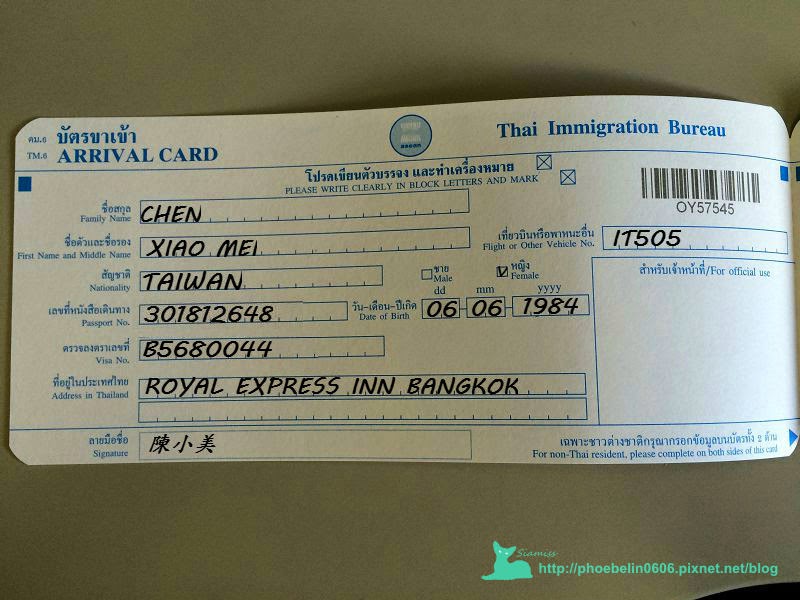 ตม.6 บัตรขาเข้า
TM.6 ARRIVAL CARD
Thai Immigration Bureau
โปรดเขียนตัวบรรจง และทำเครื่องหมาย ☒
PLEASE WRITE CLEARLY IN BLOCK LETTERS AND MARK ☒
OY57545
ชื่อสกุล
Family Name CHEN
ชื่อตัวและชื่อรอง
First Name and Middle Name XIAO MEI
เที่ยวบินหรือพาหนะอื่น
Flight or Other Vehicle No. IT505
สัญชาติ
Nationality TAIWAN
ชาย
Male
หญิง
Female
สำหรับเจ้าหน้าที่/For official use
เลขที่หนังสือเดินทาง
Passport No. 301812648
วัน-เดือน-ปีเกิด
Date of Birth
dd mm yyyy
06 06 1984
ตรวจลงตราเลขที่
Visa No. B5680044
ที่อยู่ในประเทศไทย
Address in Thailand ROYAL EXPRESS INN BANGKOK
ลายมือชื่อ
Signature 陳小美
เฉพาะชาวต่างชาติกรุณากรอกข้อมูลบนบัตรทั้ง 2 ด้าน
For non-Thai resident, please complete on both sides of this card
Siamiss
http://phoebelin0606.pixnet.net/blog